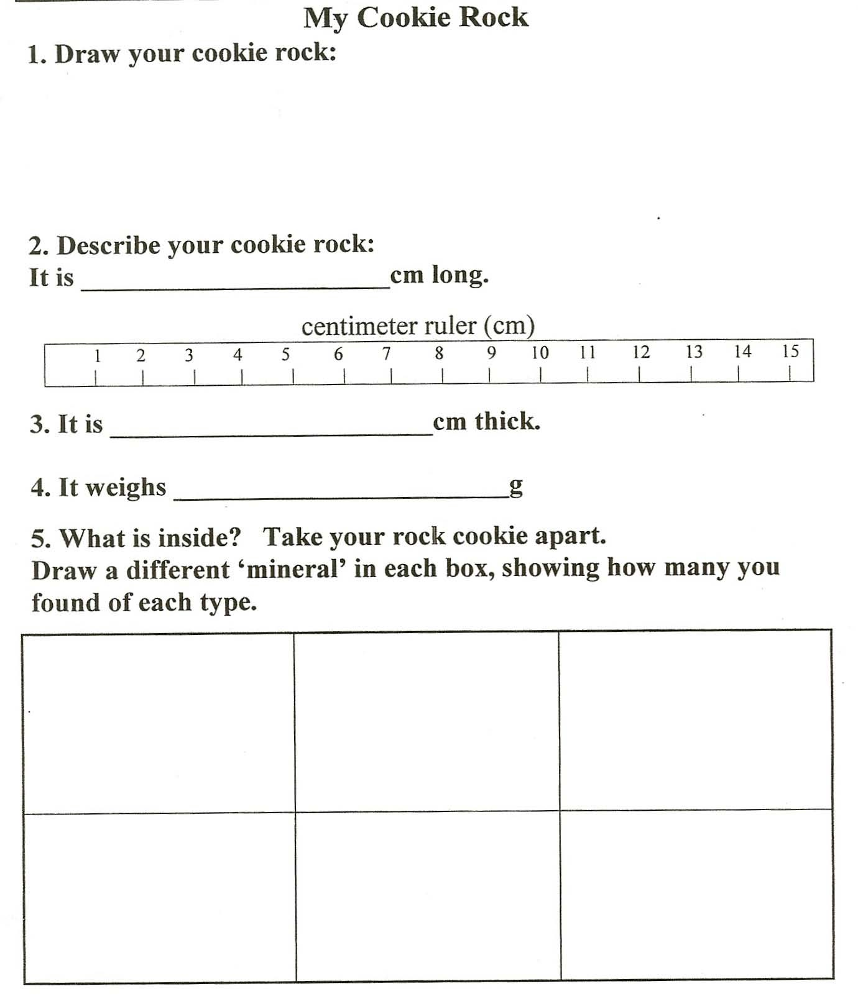 My Cookie Rock
1. Draw your cookie rock:
2. Describe your cookie rock:
It is ______________________cm long.
centimeter ruler (cm)
1 2 3 4 5 6 7 8 9 10 11 12 13 14 15
3. It is ______________________cm thick.
4. It weighs ______________________g
5. What is inside? Take your rock cookie apart.
Draw a different ‘mineral’ in each box, showing how many you
found of each type.